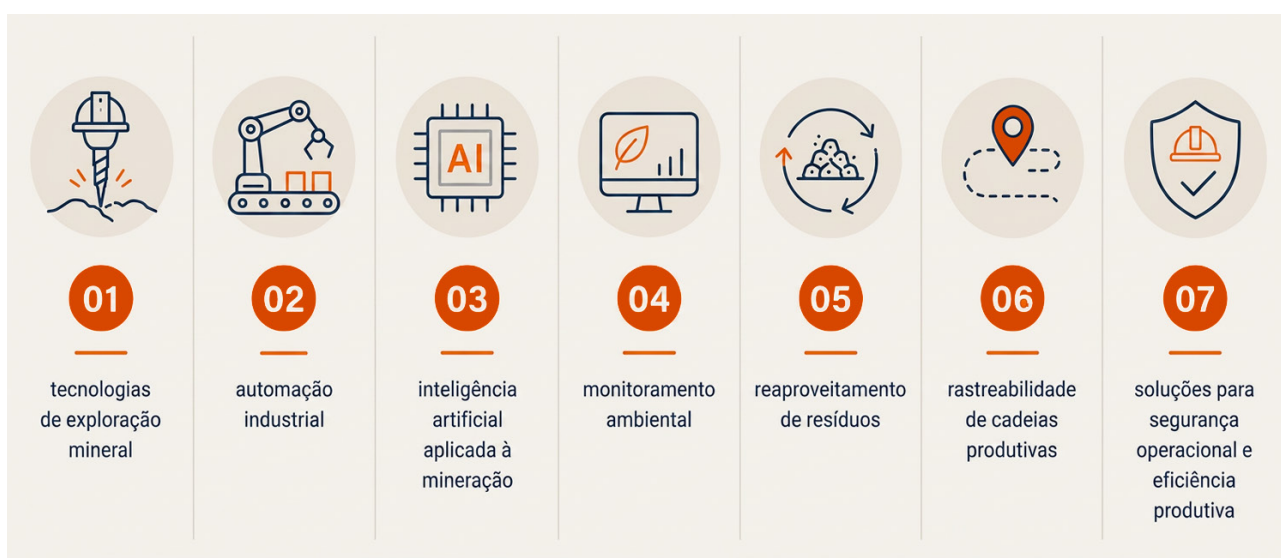 01
tecnologias
de exploração
mineral
02
automação
industrial
AI
03
inteligência
artificial
aplicada à
mineração
04
monitoramento
ambiental
05
reaproveitamento
de resíduos
06
rastreabilidade
de cadeias
produtivas
07
soluções para
segurança
operacional e
eficiência
produtiva